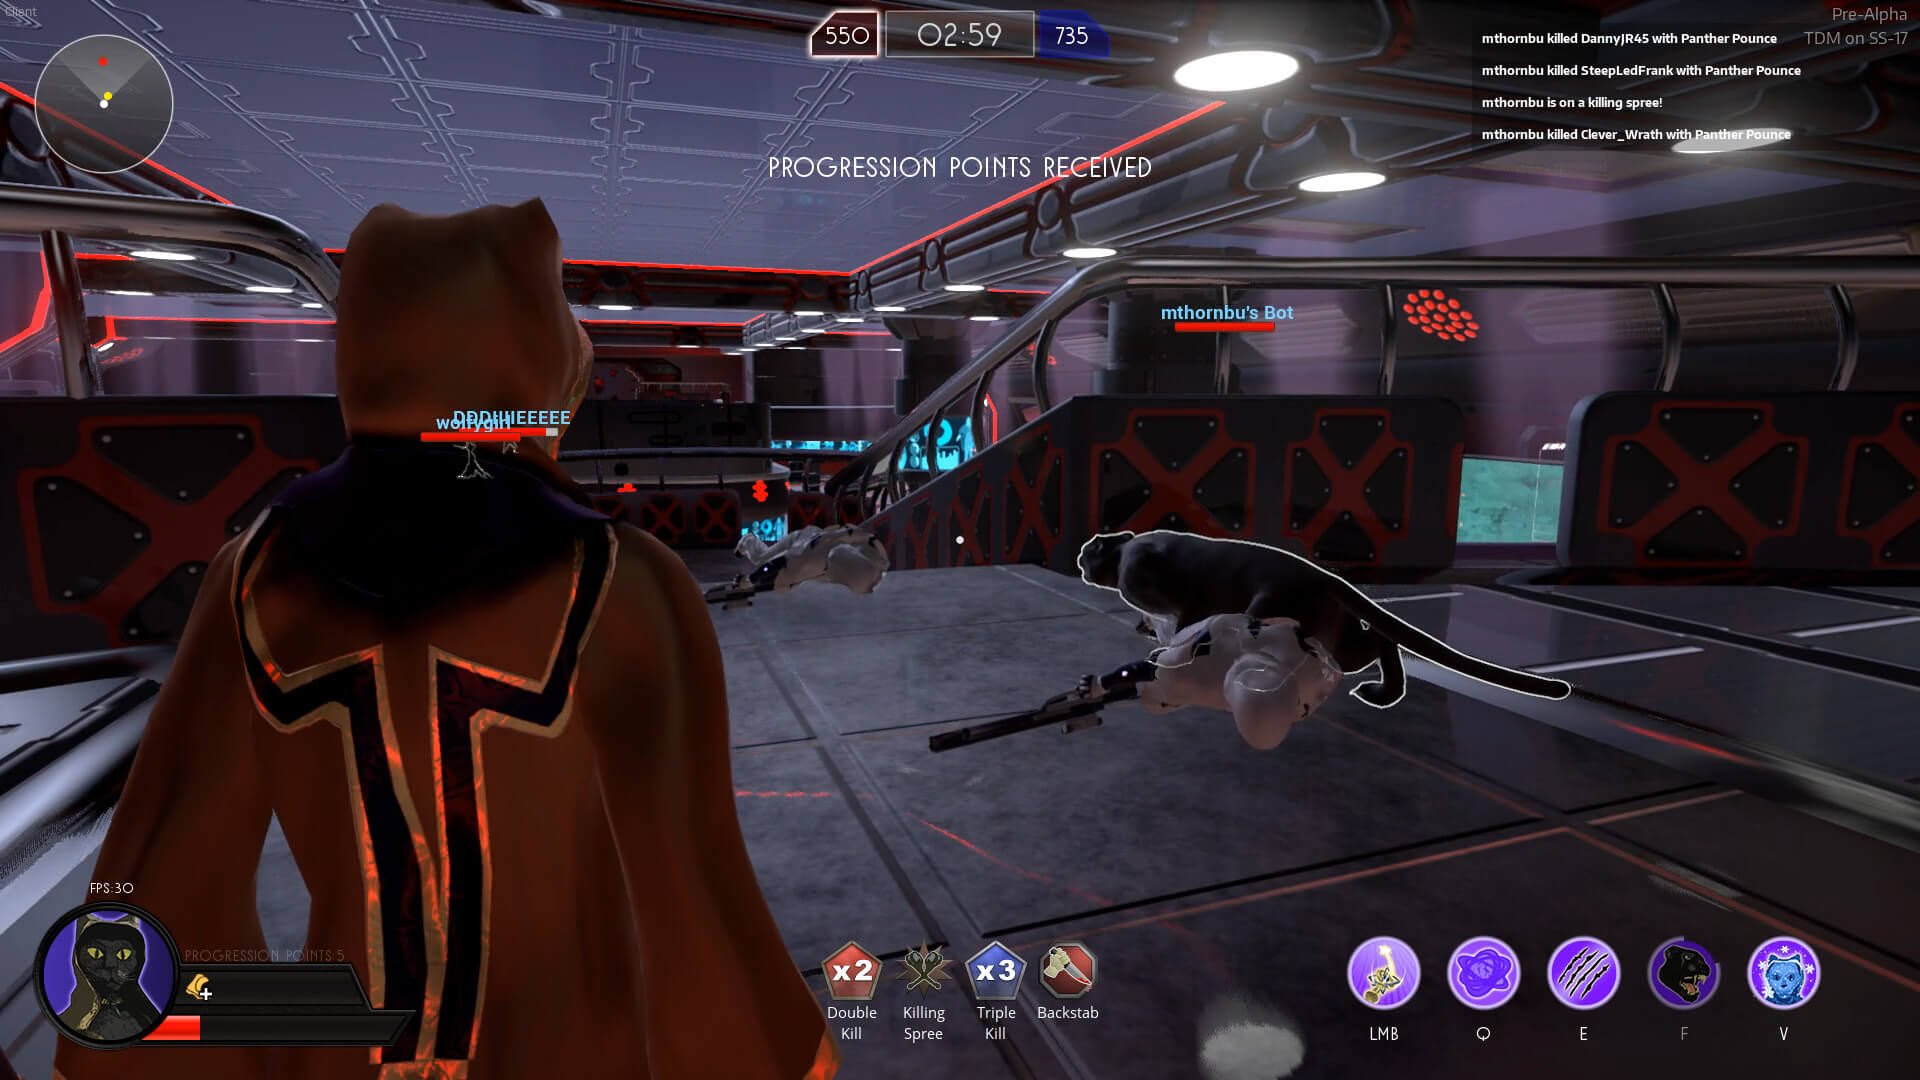 Client
550
02:59
735
Pre-Alpha
TDM on SS-17
mthornbu killed DannyJR45 with Panther Pounce
mthornbu killed SteepLedFrank with Panther Pounce
mthornbu is on a killing spree!
mthornbu killed Clever_Wrath with Panther Pounce
PROGRESSION POINTS RECEIVED
mthornbu's Bot
wolfygirl
FPS:30
PROGRESSION POINTS:5
x2
x3
Double Kill
Killing Spree
Triple Kill
Backstab
LMB
Q
E
F
V